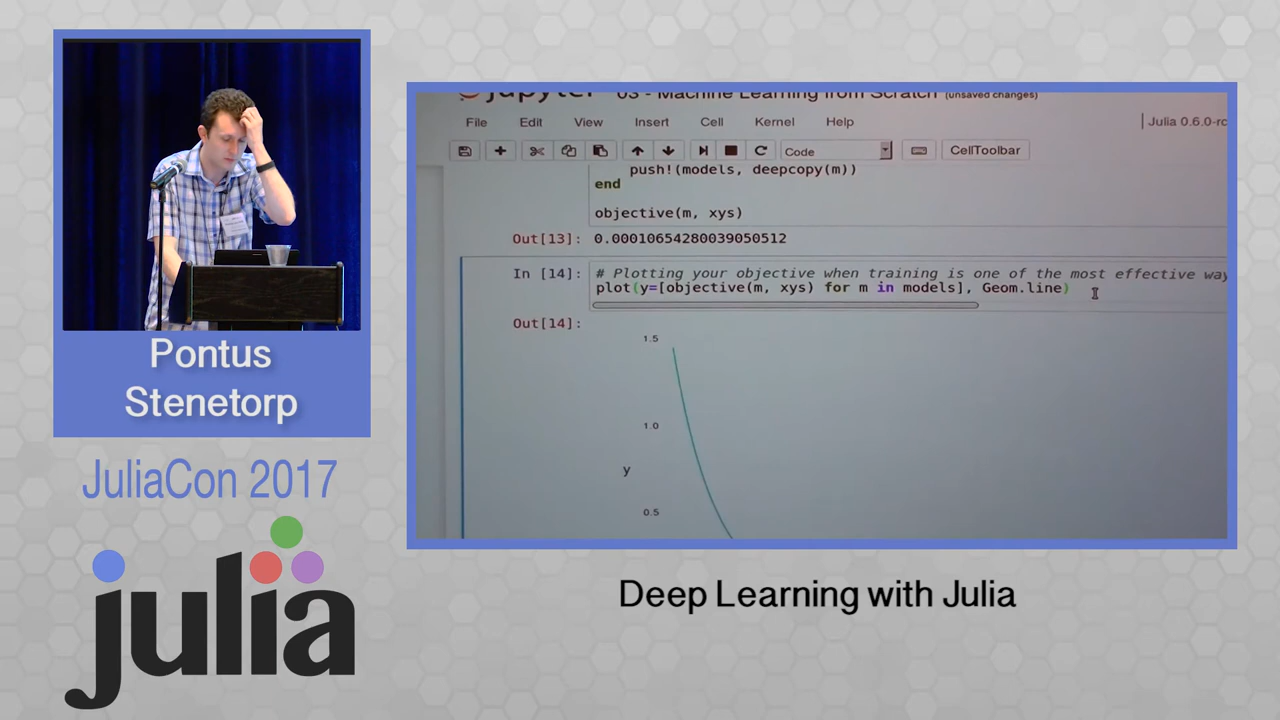 Pontus
Stenetorp
JuliaCon 2017
julia
jupyter 03 - Machine Learning from Scratch (unsaved changes)
File Edit View Insert Cell Kernel Help Julia 0.6.0-rc
Code CellToolbar
push!(models, deepcopy(m))
end
objective(m, xys)
Out[13]: 0.00010654280039050512
In [14]: # Plotting your objective when training is one of the most effective way
plot(y=[objective(m, xys) for m in models], Geom.line)
Out[14]:
1.5
1.0
y
0.5
Deep Learning with Julia